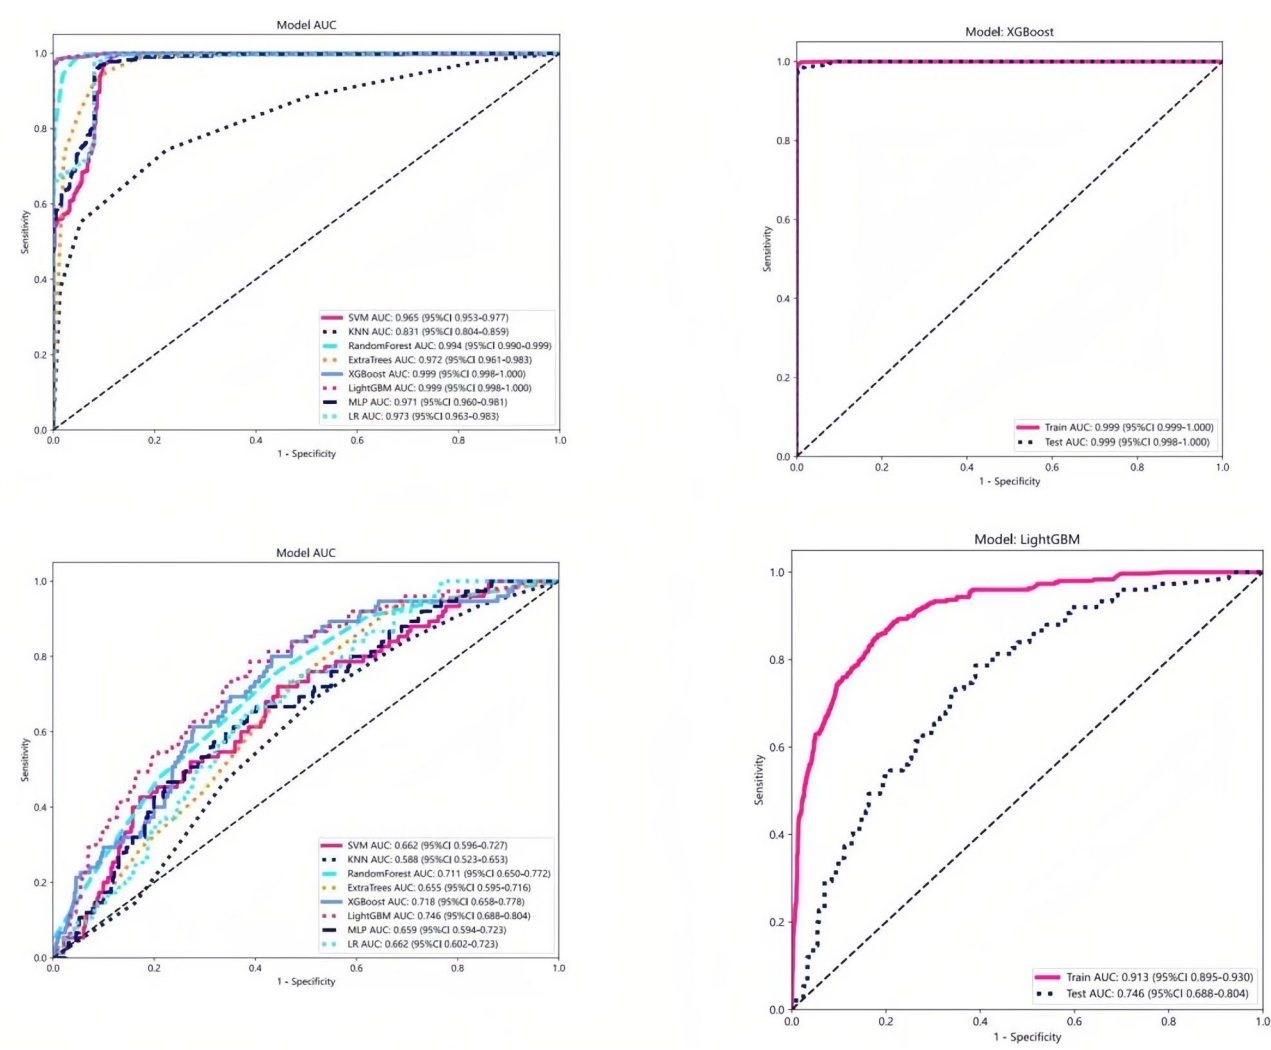 Model AUC
1.0
0.8
0.6
0.4
0.2
0.0
Sensitivity
SVM AUC: 0.965 (95%CI 0.953-0.977)
KNN AUC: 0.831 (95%CI 0.804-0.859)
RandomForest AUC: 0.994 (95%CI 0.990-0.999)
ExtraTrees AUC: 0.972 (95%CI 0.961-0.983)
XGBoost AUC: 0.999 (95%CI 0.998-1.000)
LightGBM AUC: 0.999 (95%CI 0.998-1.000)
MLP AUC: 0.971 (95%CI 0.960-0.981)
LR AUC: 0.973 (95%CI 0.963-0.983)
0.0 0.2 0.4 0.6 0.8 1.0
1 - Specificity
Model: XGBoost
1.0
0.8
0.6
0.4
0.2
0.0
Sensitivity
Train AUC: 0.999 (95%CI 0.999-1.000)
Test AUC: 0.999 (95%CI 0.998-1.000)
0.0 0.2 0.4 0.6 0.8 1.0
1 - Specificity
Model AUC
1.0
0.8
0.6
0.4
0.2
0.0
Sensitivity
SVM AUC: 0.662 (95%CI 0.596-0.727)
KNN AUC: 0.588 (95%CI 0.523-0.653)
RandomForest AUC: 0.711 (95%CI 0.650-0.772)
ExtraTrees AUC: 0.655 (95%CI 0.595-0.716)
XGBoost AUC: 0.718 (95%CI 0.658-0.778)
LightGBM AUC: 0.746 (95%CI 0.688-0.804)
MLP AUC: 0.659 (95%CI 0.594-0.723)
LR AUC: 0.662 (95%CI 0.602-0.723)
0.0 0.2 0.4 0.6 0.8 1.0
1 - Specificity
Model: LightGBM
1.0
0.8
0.6
0.4
0.2
0.0
Sensitivity
Train AUC: 0.913 (95%CI 0.895-0.930)
Test AUC: 0.746 (95%CI 0.688-0.804)
0.0 0.2 0.4 0.6 0.8 1.0
1 - Specificity